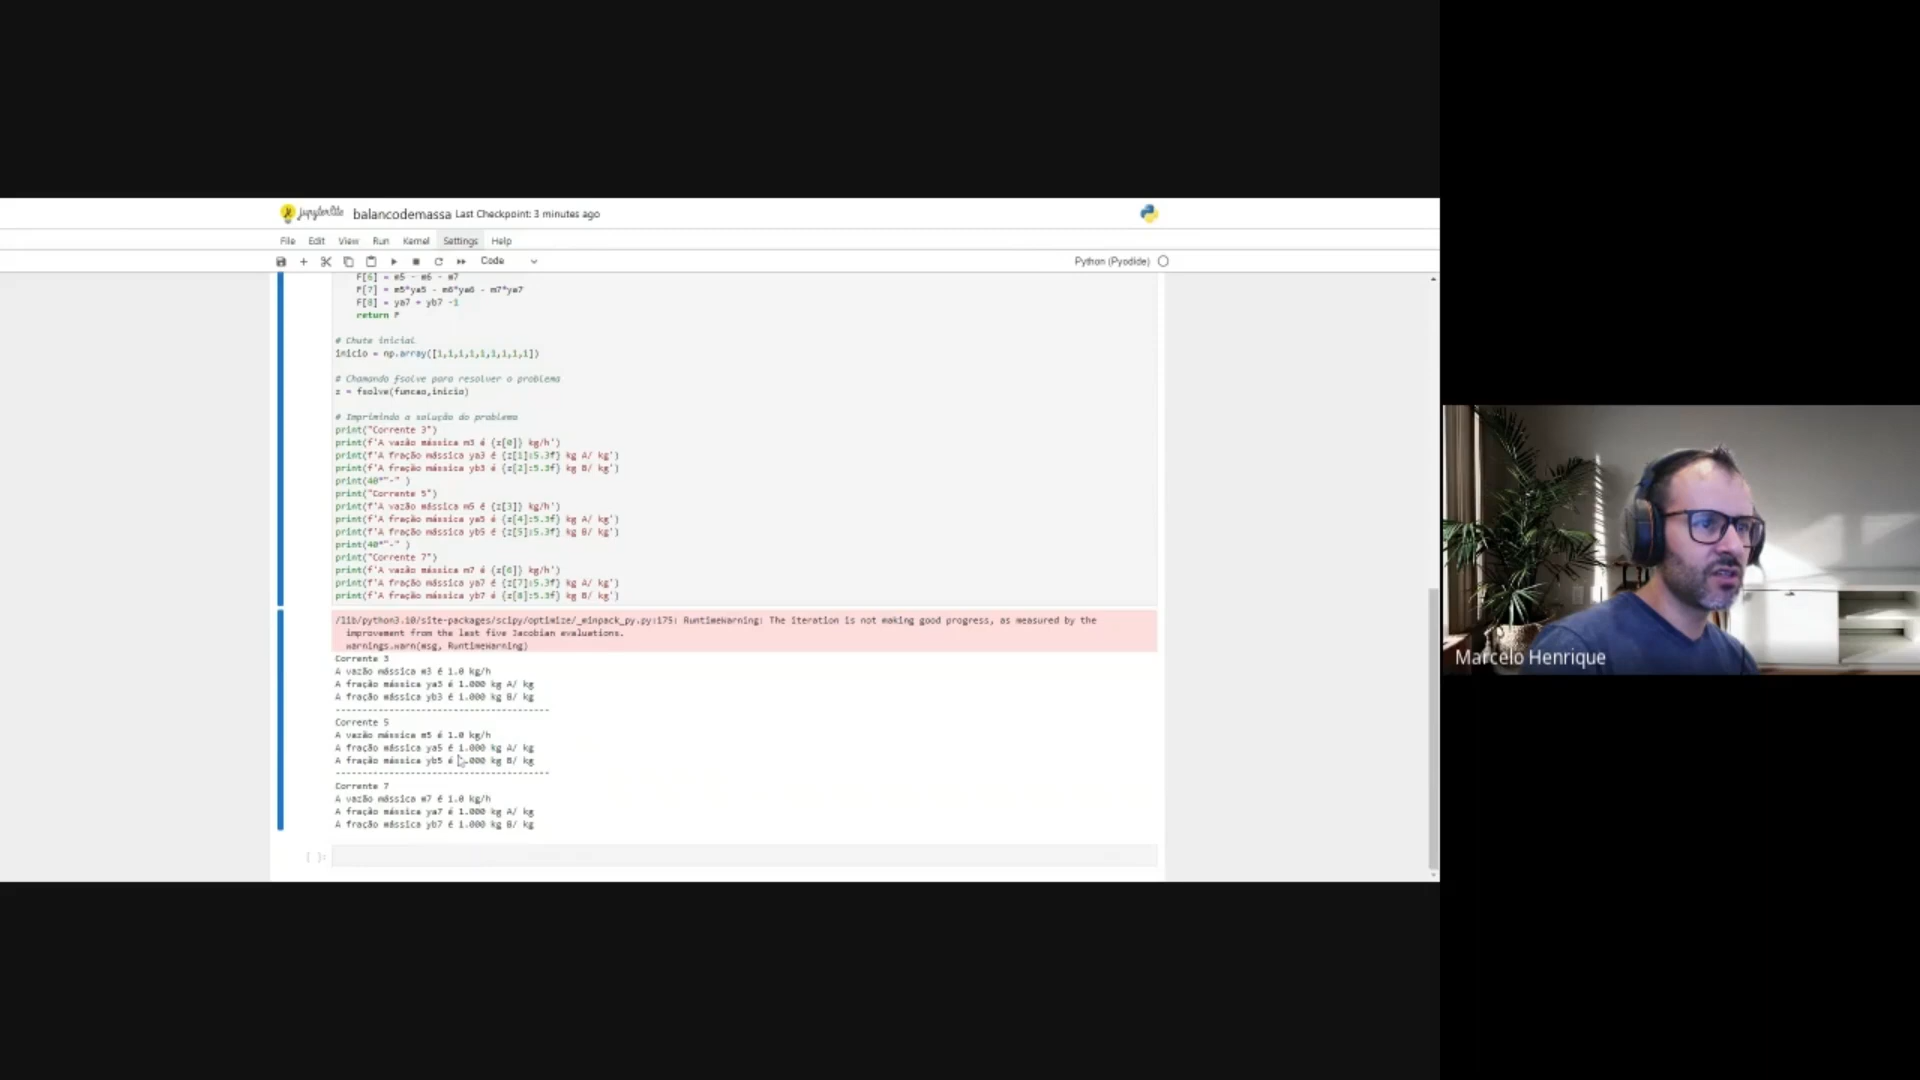 jupyterlite balancodemassa Last Checkpoint: 3 minutes ago
File Edit View Run Kernel Settings Help
Code
Python (Pyodide)
F[6] = m5 - m6 - m7
F[7] = m5*ya5 - m6*ya6 - m7*ya7
F[8] = ya7 + yb7 -1
return F
# Chute inicial
inicio = np.array([1,1,1,1,1,1,1,1,1])
# Chamando fsolve para resolver o problema
z = fsolve(funcao,inicio)
# Imprimindo a solução do problema
print("Corrente 3")
print(f'A vazão mássica m3 é {z[0]} kg/h')
print(f'A fração mássica ya3 é {z[1]:5.3f} kg A/ kg')
print(f'A fração mássica yb3 é {z[2]:5.3f} kg B/ kg')
print(40*"-" )
print("Corrente 5")
print(f'A vazão mássica m5 é {z[3]} kg/h')
print(f'A fração mássica ya5 é {z[4]:5.3f} kg A/ kg')
print(f'A fração mássica yb5 é {z[5]:5.3f} kg B/ kg')
print(40*"-" )
print("Corrente 7")
print(f'A vazão mássica m7 é {z[6]} kg/h')
print(f'A fração mássica ya7 é {z[7]:5.3f} kg A/ kg')
print(f'A fração mássica yb7 é {z[8]:5.3f} kg B/ kg')
/lib/python3.10/site-packages/scipy/optimize/_minpack_py.py:175: RuntimeWarning: The iteration is not making good progress, as measured by the
improvement from the last five Jacobian evaluations.
warnings.warn(msg, RuntimeWarning)
Corrente 3
A vazão mássica m3 é 1.0 kg/h
A fração mássica ya3 é 1.000 kg A/ kg
A fração mássica yb3 é 1.000 kg B/ kg
----------------------------------------
Corrente 5
A vazão mássica m5 é 1.0 kg/h
A fração mássica ya5 é 1.000 kg A/ kg
A fração mássica yb5 é 1.000 kg B/ kg
----------------------------------------
Corrente 7
A vazão mássica m7 é 1.0 kg/h
A fração mássica ya7 é 1.000 kg A/ kg
A fração mássica yb7 é 1.000 kg B/ kg
[ ]:
Marcelo Henrique